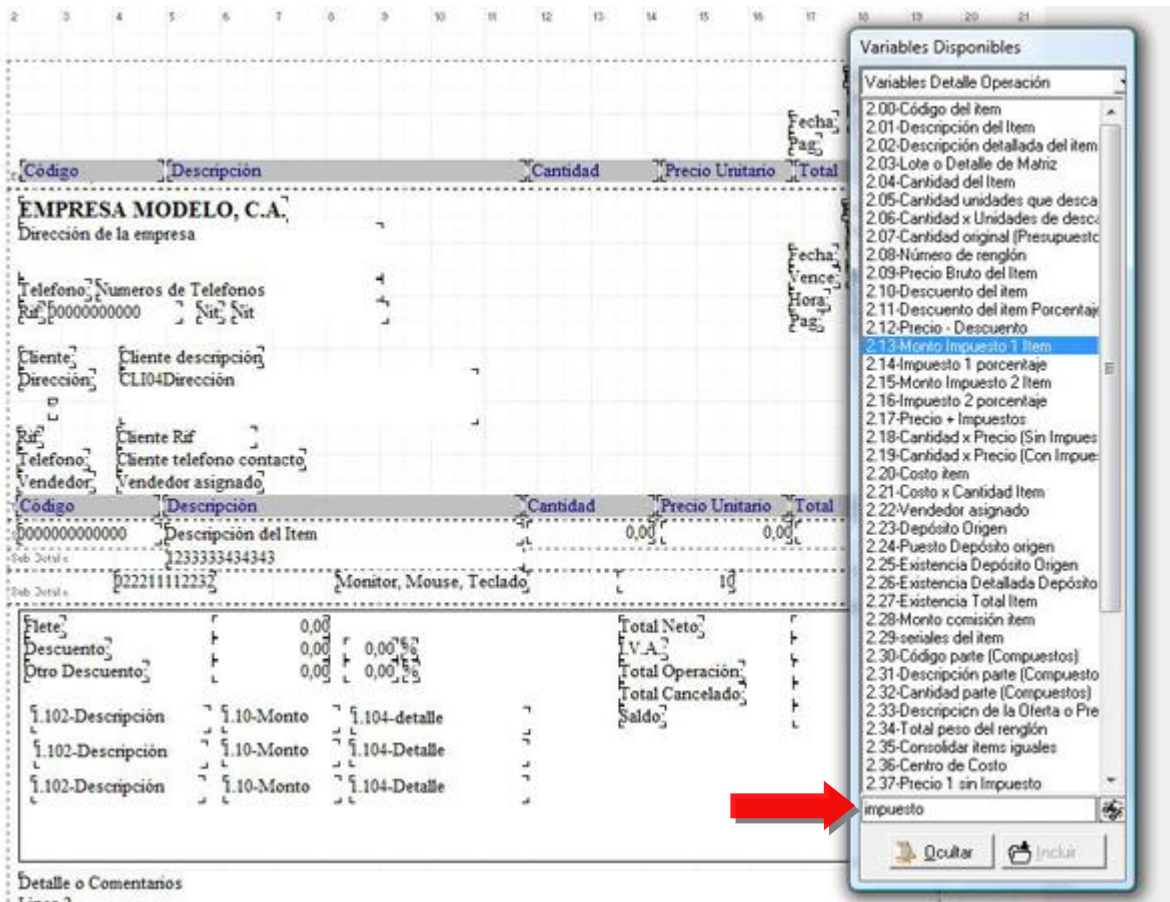 2 3 4 5 6 7 8 9 10 11 12 13 14 15 16 17 18 19 20 21
Fecha:
Pag:
Código Descripción Cantidad Precio Unitario Total
EMPRESA MODELO, C.A.
Dirección de la empresa
Fecha:
Telefono: Numeros de Telefonos Vence:
Rif: 00000000000 Nit: Nit Hora:
Pag:
Cliente: Cliente descripción
Dirección: CLI04Dirección
Rif: Cliente Rif
Telefono: Cliente telefono contacto
Vendedor: Vendedor asignado
Código Descripción Cantidad Precio Unitario Total
0000000000000 Descripción del Item 0,00 0,00
Sub Detalle 1233333434343
Sub Detalle 022211112232 Monitor, Mouse, Teclado 10
Flete: 0,00 Total Neto:
Descuento: 0,00 0,00 % I.V.A.:
Otro Descuento: 0,00 0,00 % Total Operación:
Total Cancelado:
1.102-Descripción 1.10-Monto 1.104-detalle Saldo:
1.102-Descripción 1.10-Monto 1.104-Detalle
1.102-Descripción 1.10-Monto 1.104-Detalle
Detalle o Comentarios
Linea 2
Variables Disponibles
Variables Detalle Operación
2.00-Código del item
2.01-Descripción del Item
2.02-Descripción detallada del item
2.03-Lote o Detalle de Matriz
2.04-Cantidad del Item
2.05-Cantidad unidades que desca
2.06-Cantidad x Unidades de desca
2.07-Cantidad original (Presupuesto
2.08-Número de renglón
2.09-Precio Bruto del Item
2.10-Descuento del item
2.11-Descuento del item Porcentaje
2.12-Precio - Descuento
2.13-Monto Impuesto 1 Item
2.14-Impuesto 1 porcentaje
2.15-Monto Impuesto 2 Item
2.16-Impuesto 2 porcentaje
2.17-Precio + Impuestos
2.18-Cantidad x Precio (Sin Impues
2.19-Cantidad x Precio (Con Impue
2.20-Costo item
2.21-Costo x Cantidad Item
2.22-Vendedor asignado
2.23-Depósito Origen
2.24-Puesto Depósito origen
2.25-Existencia Depósito Origen
2.26-Existencia Detallada Depósito
2.27-Existencia Total Item
2.28-Monto comisión item
2.29-seriales del item
2.30-Código parte (Compuestos)
2.31-Descripción parte (Compuesto
2.32-Cantidad parte (Compuestos)
2.33-Descripción de la Oferta o Pre
2.34-Total peso del renglón
2.35-Consolidar items iguales
2.36-Centro de Costo
2.37-Precio 1 sin Impuesto
impuesto
Ocultar Incluir